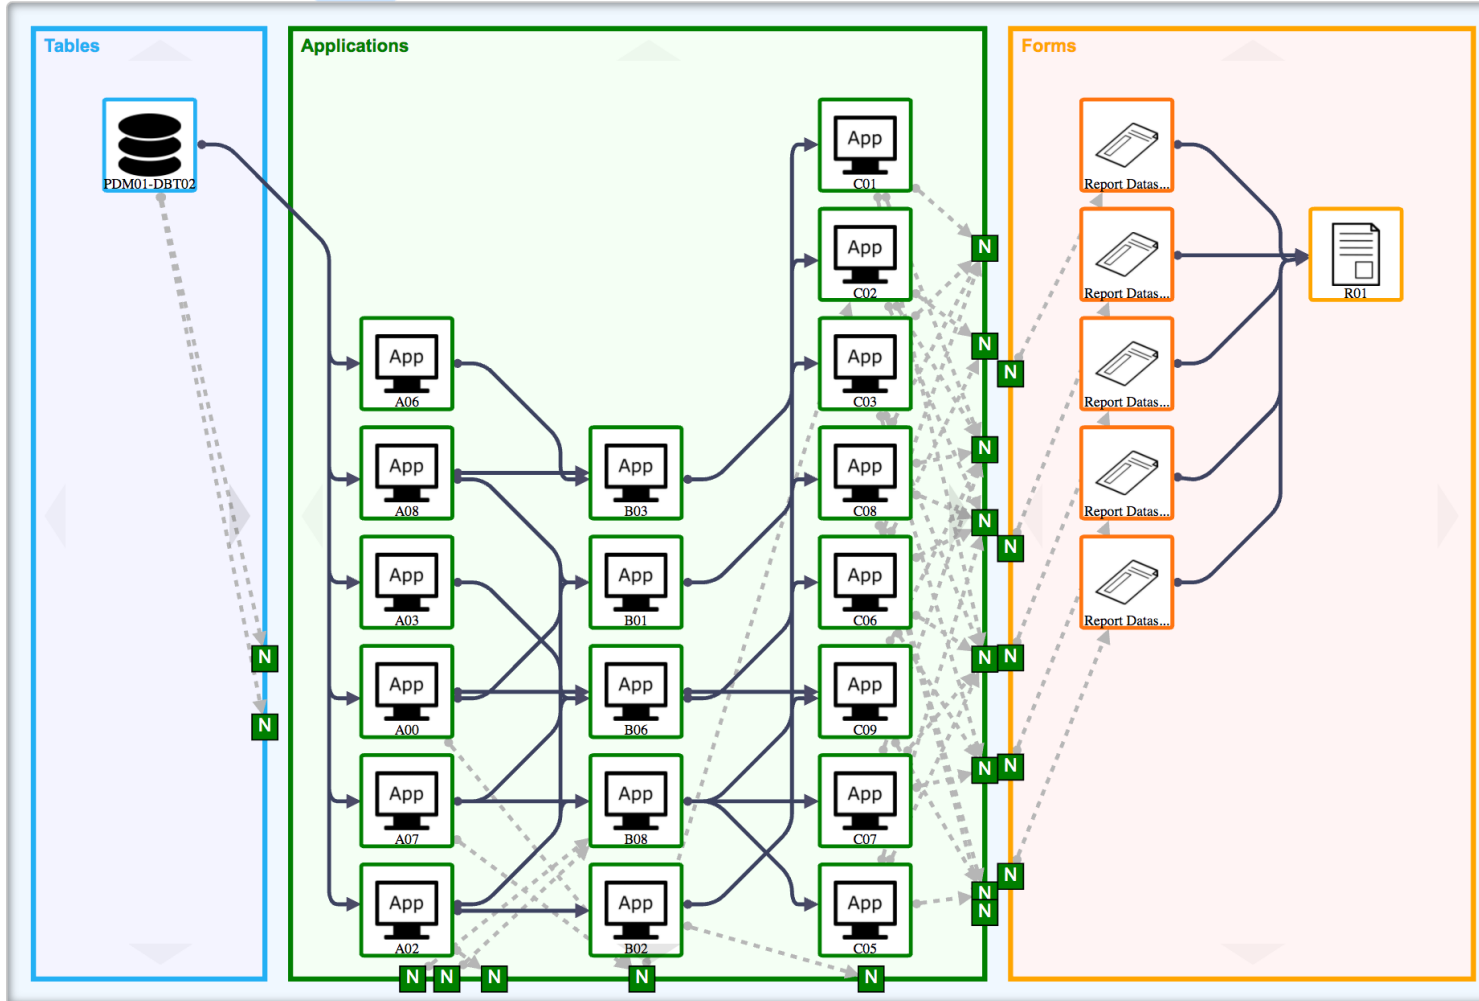 Tables
Applications
Forms
PDM01-DBT02
App
C01
Report Datas...
App
C02
Report Datas...
R01
N
N
N
App
A06
App
C03
Report Datas...
App
A08
App
B03
App
C08
Report Datas...
N
N
N
App
A03
App
B01
App
C06
Report Datas...
N
N
N
App
A00
App
B06
App
C09
N
N
N
App
A07
App
B08
App
C07
N
N
N
App
A02
App
B02
App
C05
N
N
N
N
N